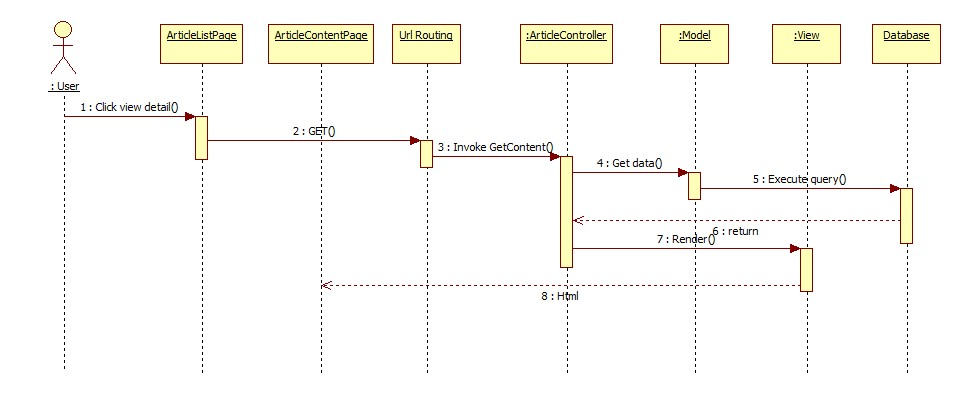 ArticleListPage
ArticleContentPage
Url Routing
:ArticleController
:Model
:View
Database
: User
1 : Click view detail()
2 : GET()
3 : Invoke GetContent()
4 : Get data()
5 : Execute query()
6 : return
7 : Render()
8 : Html